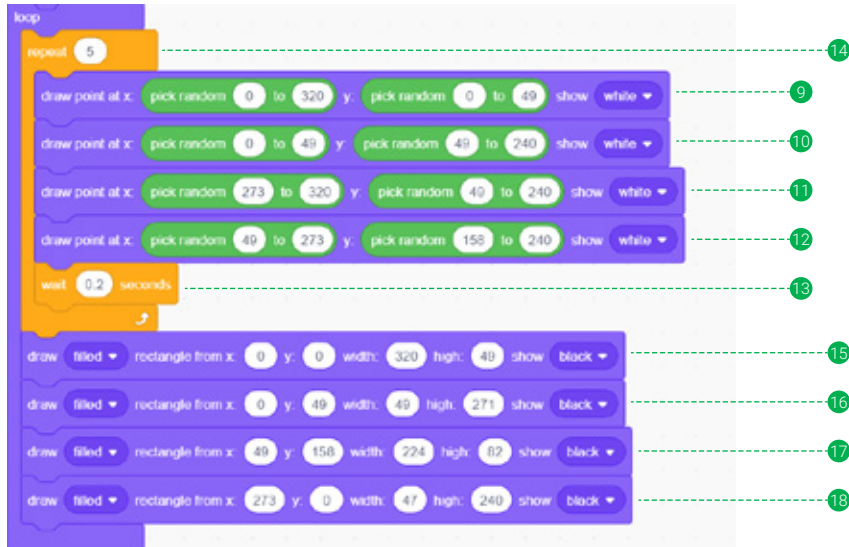 loop
repeat 5
14
draw point at x: pick random 0 to 320 y: pick random 0 to 49 show white
9
draw point at x: pick random 0 to 49 y: pick random 49 to 240 show white
10
draw point at x: pick random 273 to 320 y: pick random 49 to 240 show white
11
draw point at x: pick random 49 to 273 y: pick random 158 to 240 show white
12
wait 0.2 seconds
13
draw filled rectangle from x: 0 y: 0 width: 320 high: 49 show black
15
draw filled rectangle from x: 0 y: 49 width: 49 high: 271 show black
16
draw filled rectangle from x: 49 y: 158 width: 224 high: 82 show black
17
draw filled rectangle from x: 273 y: 0 width: 47 high: 240 show black
18